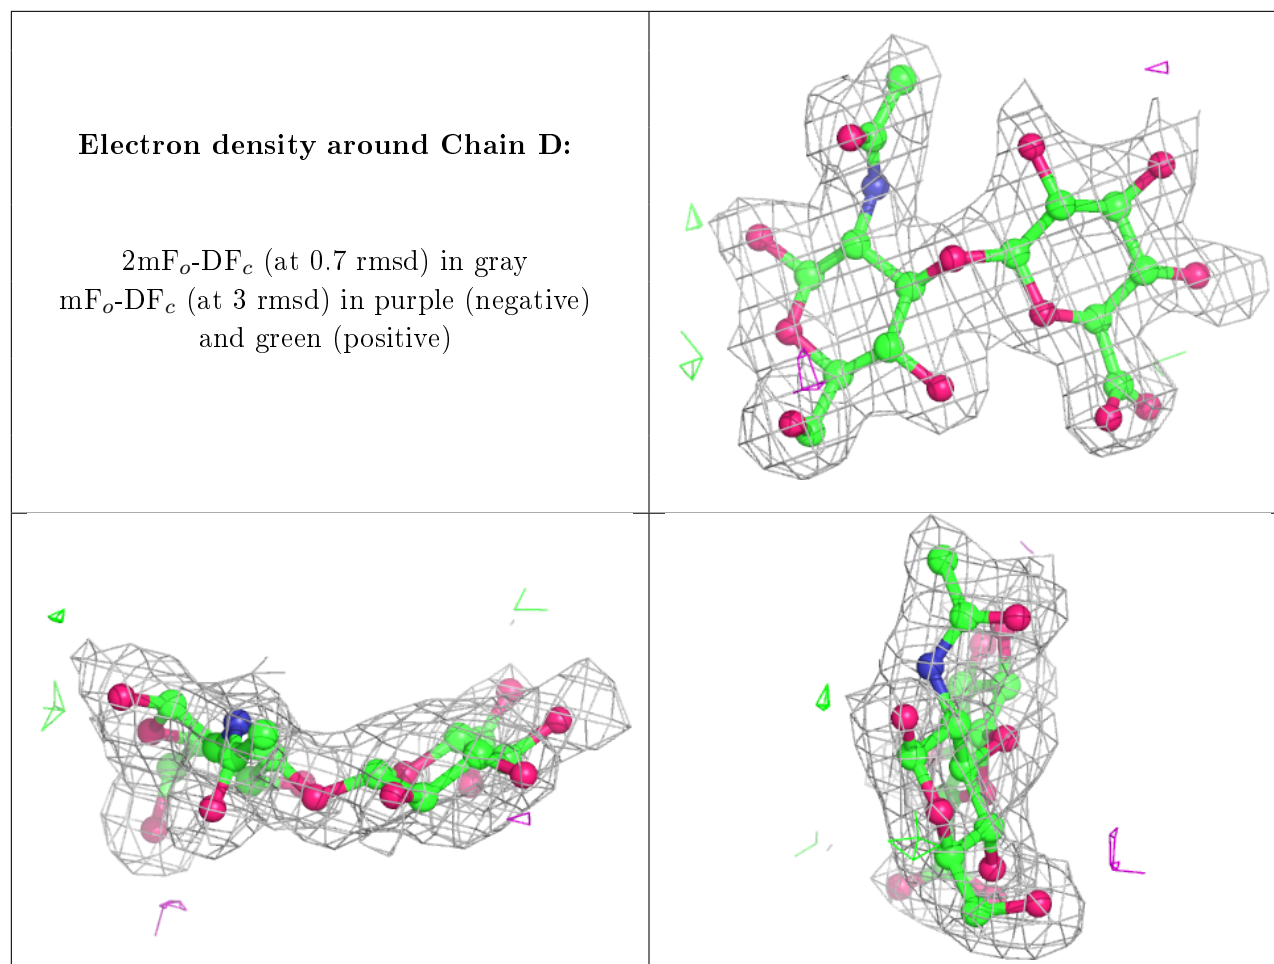 Electron density around Chain D:
2mFₒ-DF𝒸 (at 0.7 rmsd) in gray
mFₒ-DF𝒸 (at 3 rmsd) in purple (negative)
and green (positive)